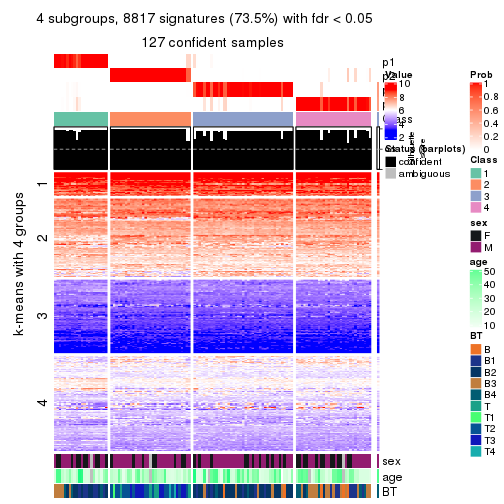 4 subgroups, 8817 signatures (73.5%) with fdr < 0.05
127 confident samples
p1
p2
Class
k-means with 4 groups
1
2
3
4
sex
age
BT
Value
10
8
6
4
2
Status (barplots)
confident
ambiguous
Prob
1
0.8
0.6
0.4
0.2
0
Class
1
2
3
4
sex
F
M
age
50
40
30
20
10
BT
B
B1
B2
B3
B4
T
T1
T2
T3
T4